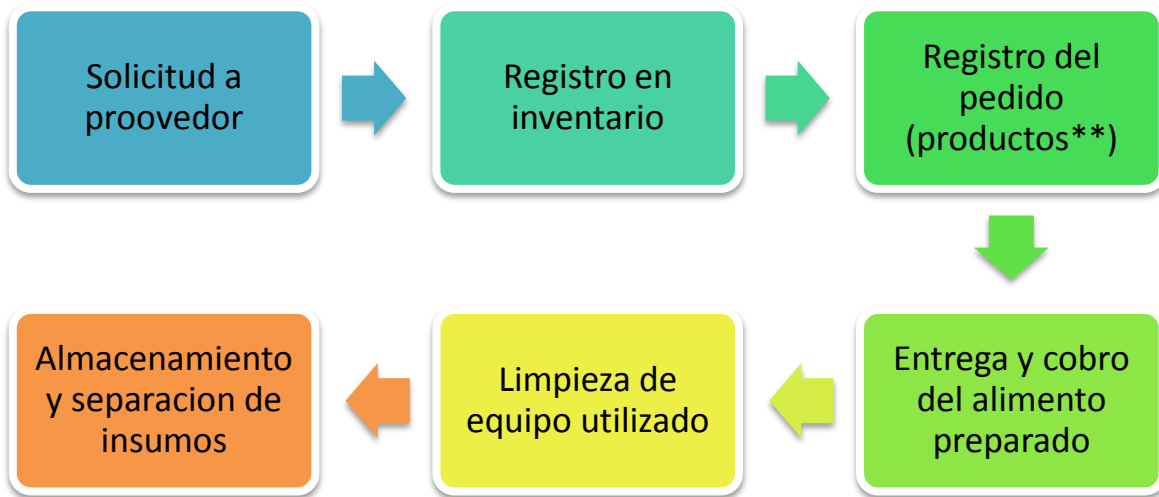 Solicitud a
proovedor
Registro en
inventario
Registro del
pedido
(productos**)
Entrega y cobro
del alimento
preparado
Limpieza de
equipo utilizado
Almacenamiento
y separacion de
insumos